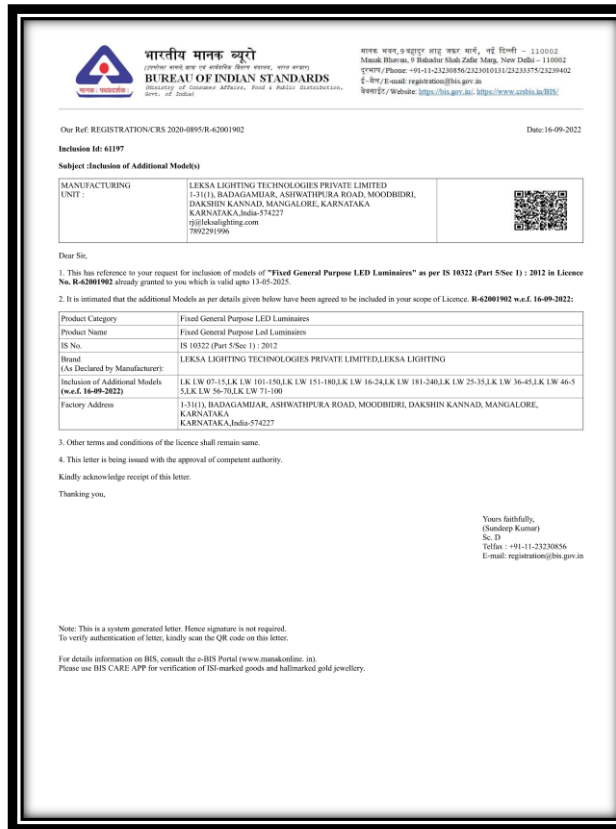 भारतीय मानक ब्यूरो
BUREAU OF INDIAN STANDARDS
(Ministry of Consumer Affairs, Food & Public Distribution,
Govt. of India)
मानक: पथप्रदर्शक:
मानक भवन, 9 बहादुर शाह जफर मार्ग, नई दिल्ली – 110002
Manak Bhavan, 9 Bahadur Shah Zafar Marg, New Delhi – 110002
दूरभाष/Phone: +91-11-23230856/2323010131/23233375/23239402
ई-मेल/E-mail: registration@bis.gov.in
वेबसाईट/Website: https://bis.gov.in/, https://www.crsbis.in/BIS/
Our Ref: REGISTRATION/CRS 2020-0895/R-62001902 Date:16-09-2022
Inclusion Id: 61197
Subject :Inclusion of Additional Model(s)
MANUFACTURING UNIT :
LEKSA LIGHTING TECHNOLOGIES PRIVATE LIMITED
1-31(1), BADAGAMIJAR, ASHWATHPURA ROAD, MOODBIDRI,
DAKSHIN KANNAD, MANGALORE, KARNATAKA
KARNATAKA,India-574227
rj@leksalighting.com
7892291996
Dear Sir,
1. This has reference to your request for inclusion of models of "Fixed General Purpose LED Luminaires" as per IS 10322 (Part 5/Sec 1) : 2012 in Licence
No. R-62001902 already granted to you which is valid upto 13-05-2025.
2. It is intimated that the additional Models as per details given below have been agreed to be included in your scope of Licence. R-62001902 w.e.f. 16-09-2022:
Product Category Fixed General Purpose LED Luminaires
Product Name Fixed General Purpose Led Luminaires
IS No. IS 10322 (Part 5/Sec 1) : 2012
Brand LEKSA LIGHTING TECHNOLOGIES PRIVATE LIMITED,LEKSA LIGHTING
(As Declared by Manufacturer):
Inclusion of Additional Models LK LW 07-15,LK LW 101-150,LK LW 151-180,LK LW 16-24,LK LW 181-240,LK LW 25-35,LK LW 36-45,LK LW 46-5
(w.e.f. 16-09-2022) 5,LK LW 56-70,LK LW 71-100
Factory Address 1-31(1), BADAGAMIJAR, ASHWATHPURA ROAD, MOODBIDRI, DAKSHIN KANNAD, MANGALORE,
KARNATAKA
KARNATAKA,India-574227
3. Other terms and conditions of the licence shall remain same.
4. This letter is being issued with the approval of competent authority.
Kindly acknowledge receipt of this letter.
Thanking you,
Yours faithfully,
(Sundeep Kumar)
Sc. D
Telfax : +91-11-23230856
E-mail: registration@bis.gov.in
Note: This is a system generated letter. Hence signature is not required.
To verify authentication of letter, kindly scan the QR code on this letter.
For details information on BIS, consult the e-BIS Portal (www.manakonline. in).
Please use BIS CARE APP for verification of ISI-marked goods and hallmarked gold jewellery.